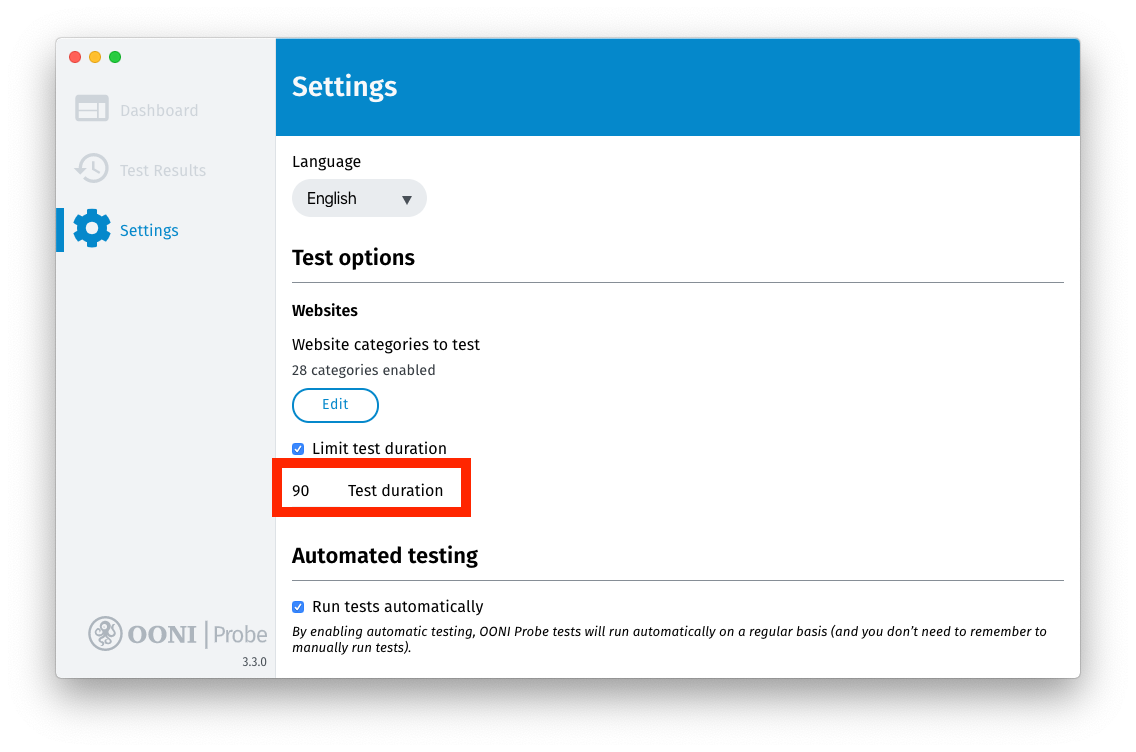 Settings
Dashboard
Test Results
Settings
Language
English
Test options
Websites
Website categories to test
28 categories enabled
Edit
Limit test duration
90 Test duration
Automated testing
Run tests automatically
By enabling automatic testing, OONI Probe tests will run automatically on a regular basis (and you don't need to remember to
manually run tests).
OONI Probe
3.3.0